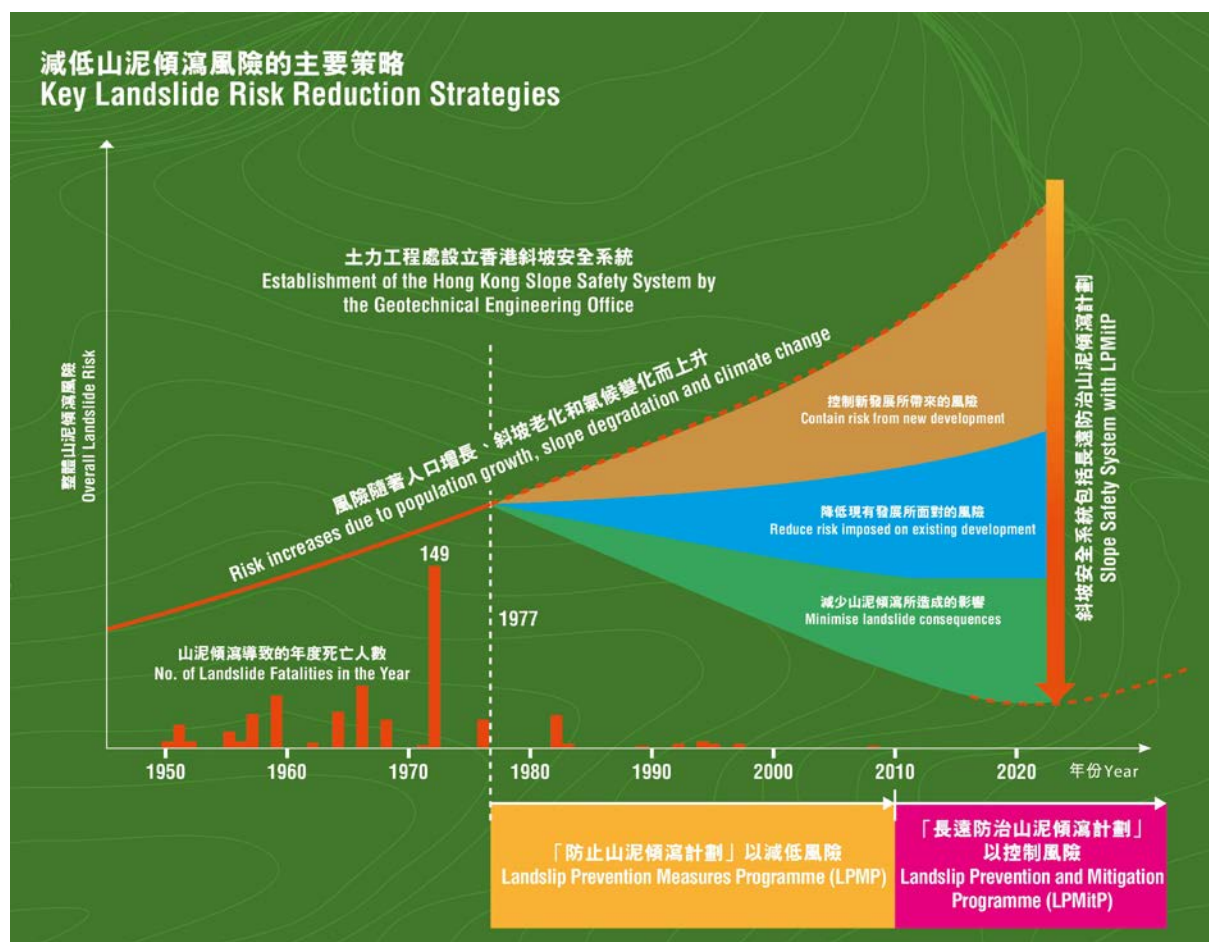 減低山泥傾瀉風險的主要策略
Key Landslide Risk Reduction Strategies
土力工程處設立香港斜坡安全系統
Establishment of the Hong Kong Slope Safety System by
the Geotechnical Engineering Office
整體山泥傾瀉風險
Overall Landslide Risk
風險隨著人口增長、斜坡老化和氣候變化而上升
Risk increases due to population growth, slope degradation and climate change
控制新發展所帶來的風險
Contain risk from new development
降低現有發展所面對的風險
Reduce risk imposed on existing development
減少山泥傾瀉所造成的影響
Minimise landslide consequences
斜坡安全系統包括長遠防治山泥傾瀉計劃
Slope Safety System with LPMitP
149
1977
山泥傾瀉導致的年度死亡人數
No. of Landslide Fatalities in the Year
1950 1960 1970 1980 1990 2000 2010 2020 年份Year
「防止山泥傾瀉計劃」以減低風險
Landslip Prevention Measures Programme (LPMP)
「長遠防治山泥傾瀉計劃」
以控制風險
Landslip Prevention and Mitigation
Programme (LPMitP)